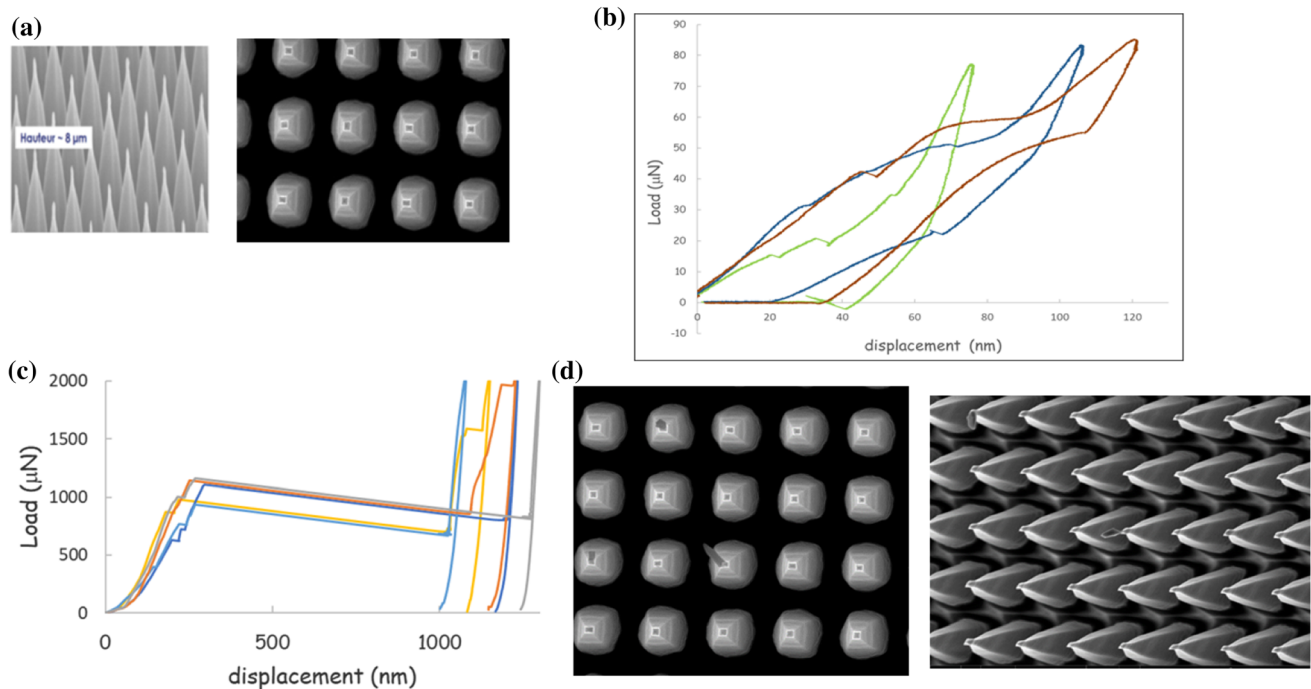 (a)
Hauteur ~ 8 µm
(b)
90
80
70
60
50
40
30
20
10
0
-10
Load (µN)
0 20 40 60 80 100 120
displacement (nm)
(c)
2000
1500
1000
500
0
Load (µN)
0 500 1000
displacement (nm)
(d)